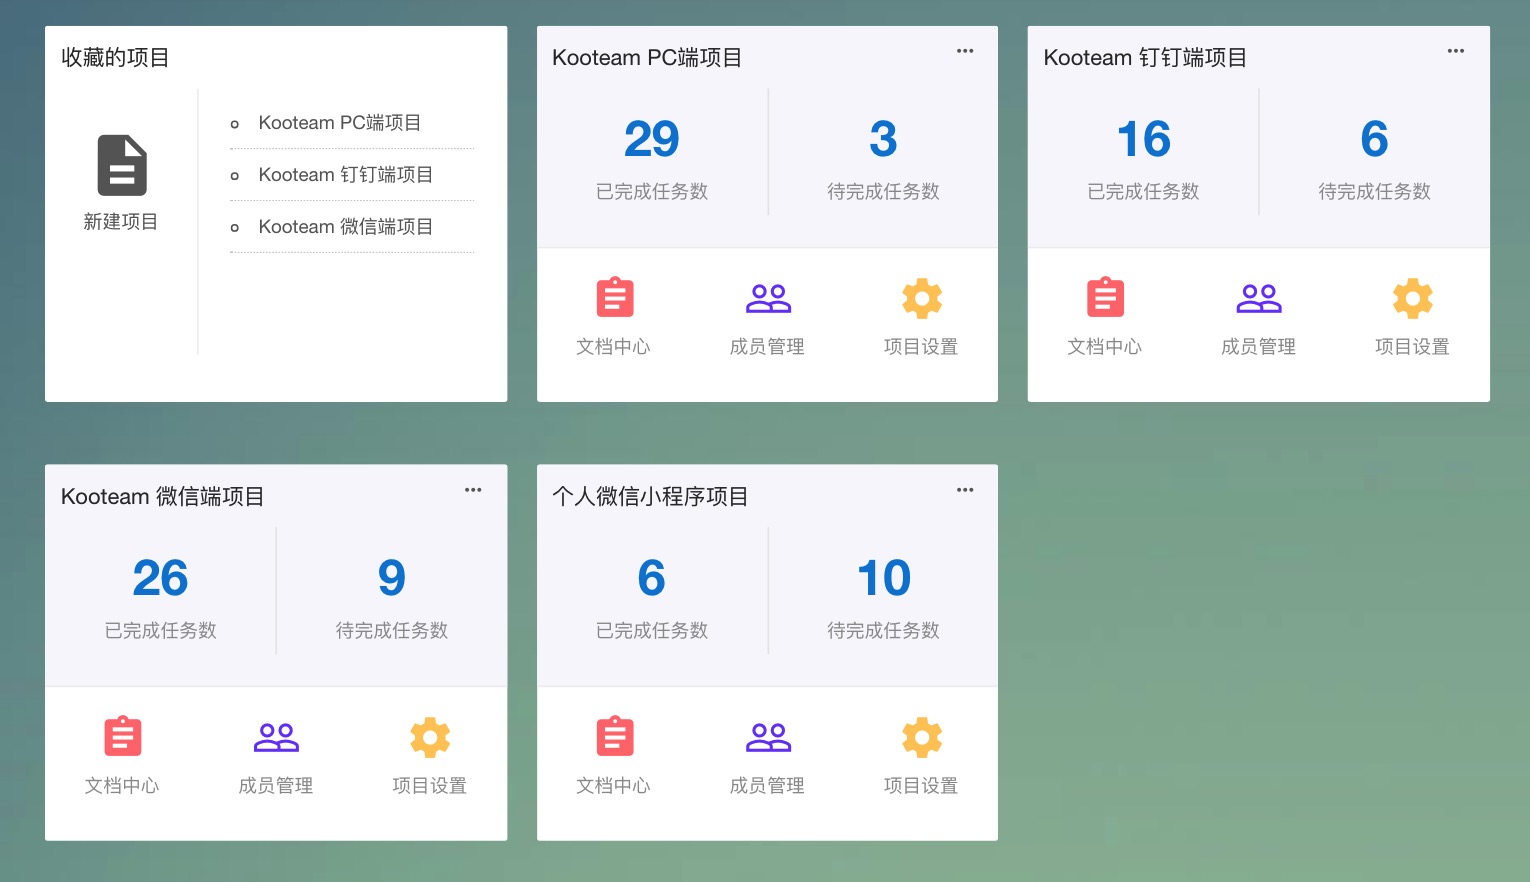 收藏的项目
新建项目
Kooteam PC端项目
Kooteam 钉钉端项目
Kooteam 微信端项目
Kooteam PC端项目
29
3
已完成任务数
待完成任务数
文档中心
成员管理
项目设置
Kooteam 钉钉端项目
16
6
已完成任务数
待完成任务数
文档中心
成员管理
项目设置
Kooteam 微信端项目
26
9
已完成任务数
待完成任务数
文档中心
成员管理
项目设置
个人微信小程序项目
6
10
已完成任务数
待完成任务数
文档中心
成员管理
项目设置